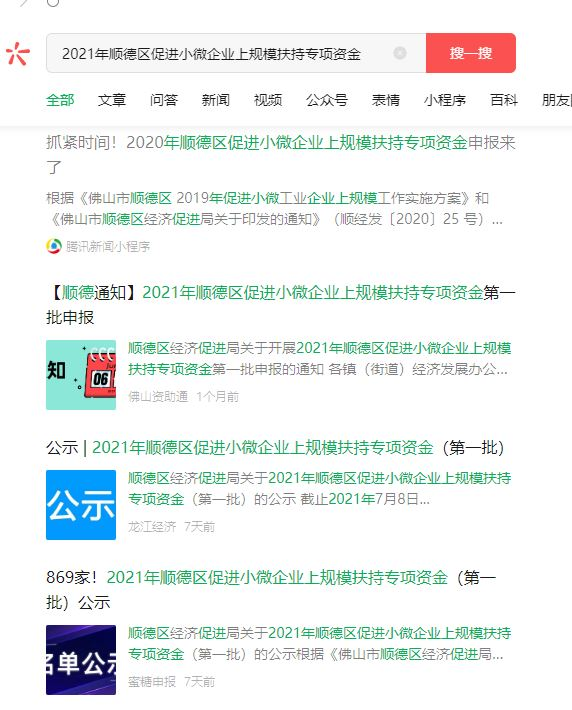 2021年顺德区促进小微企业上规模扶持专项资金
搜一搜
全部 文章 问答 新闻 视频 公众号 表情 小程序 百科 朋友
抓紧时间！2020年顺德区促进小微企业上规模扶持专项资金申报来
了
根据《佛山市顺德区 2019年促进小微工业企业上规模工作实施方案》和
《佛山市顺德区经济促进局关于印发的通知》（顺经发〔2020〕25 号）...
腾讯新闻小程序
【顺德通知】2021年顺德区促进小微企业上规模扶持专项资金第一
批申报
知
06
顺德区经济促进局关于开展2021年顺德区促进小微企业上规模
扶持专项资金第一批申报的通知 各镇（街道）经济发展办公...
佛山资助通 1个月前
公示 | 2021年顺德区促进小微企业上规模扶持专项资金（第一批）
公示
顺德区经济促进局关于2021年顺德区促进小微企业上规模扶持
专项资金（第一批）的公示 截止2021年7月8日...
龙江经济 7天前
869家！2021年顺德区促进小微企业上规模扶持专项资金（第一
批）公示
名单公示
顺德区经济促进局关于2021年顺德区促进小微企业上规模扶持
专项资金（第一批）的公示根据《佛山市顺德区经济促进局...
蜜糖申报 7天前